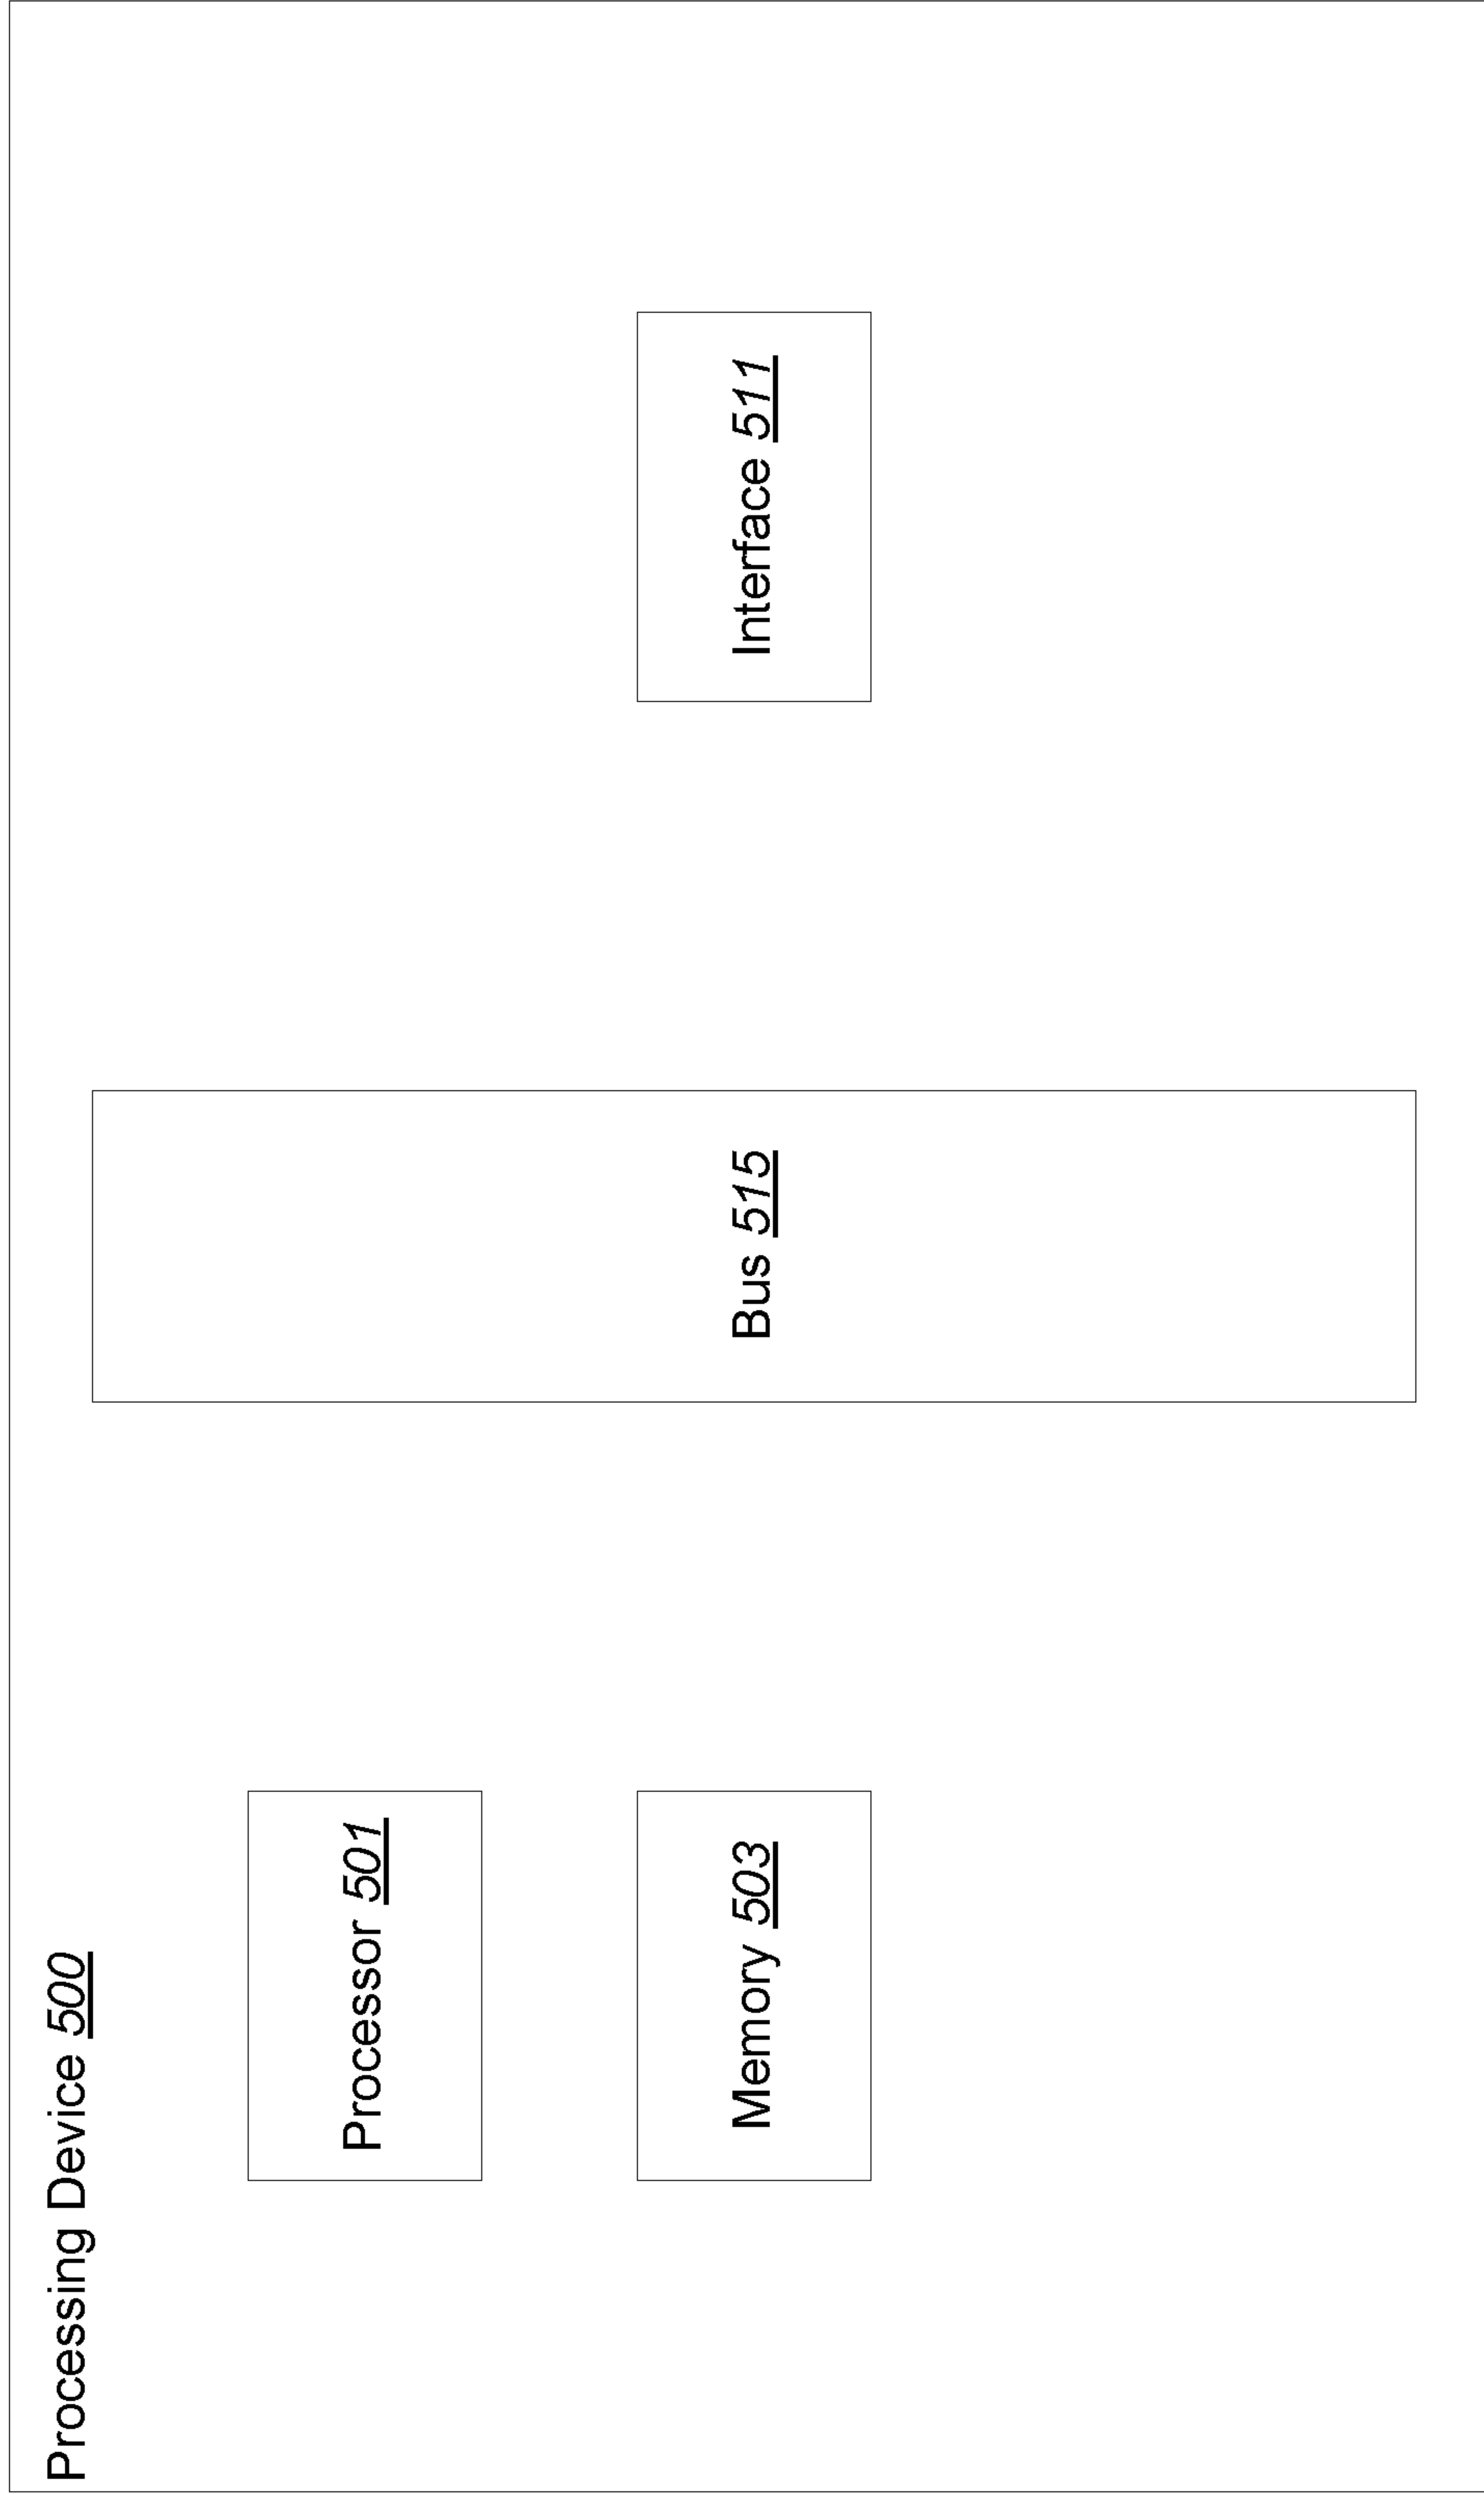 Processing Device 500
Processor 501
Memory 503
Bus 515
Interface 511